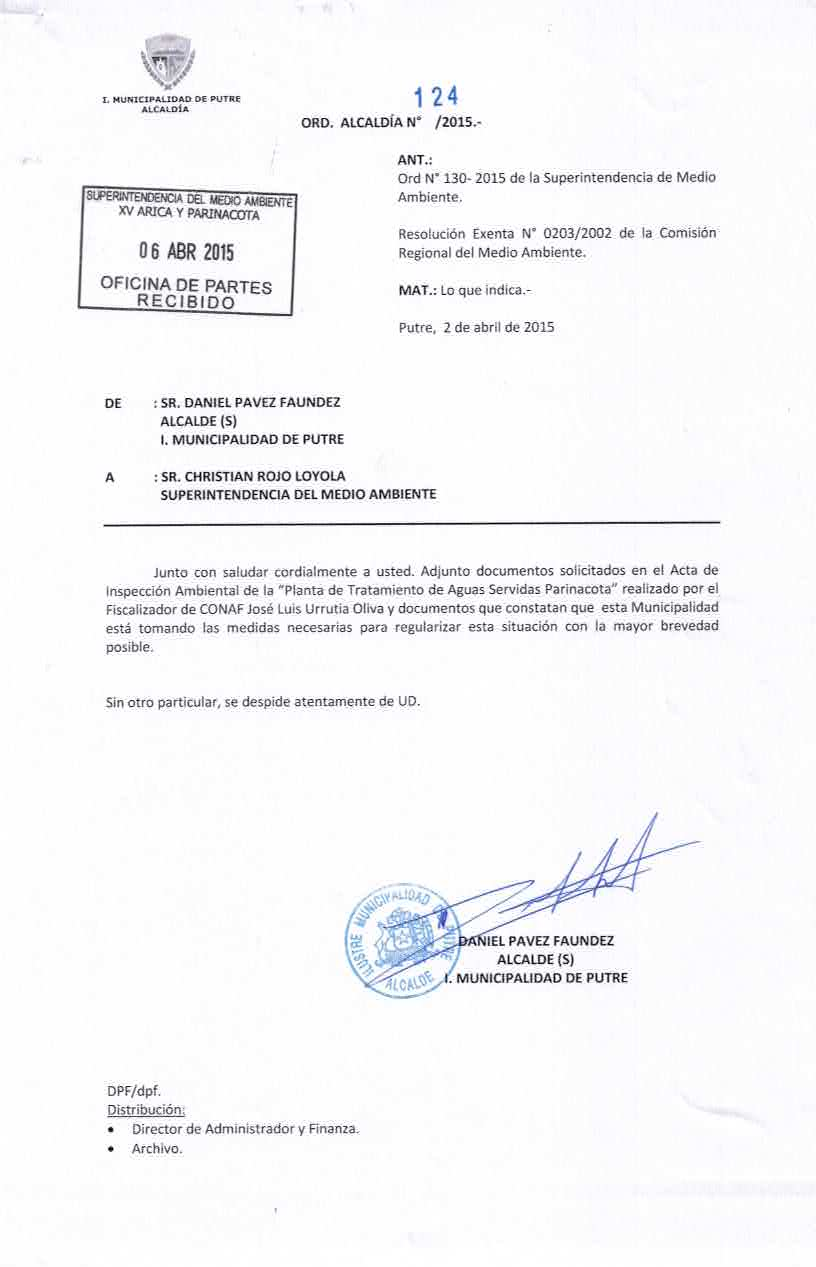 I. MUNICIPALIDAD DE PUTRE
ALCALDÍA
124
ORD. ALCALDÍA N° /2015.-
ANT.:
Ord N° 130- 2015 de la Superintendencia de Medio
Ambiente.
Resolución Exenta N° 0203/2002 de la Comisión
Regional del Medio Ambiente.
MAT.: Lo que indica.-
Putre, 2 de abril de 2015
SUPERINTENDENCIA DEL MEDIO AMBIENTE
XV ARICA Y PARINACOTA
06 ABR 2015
OFICINA DE PARTES
RECIBIDO
DE : SR. DANIEL PAVEZ FAUNDEZ
ALCALDE (S)
I. MUNICIPALIDAD DE PUTRE
A : SR. CHRISTIAN ROJO LOYOLA
SUPERINTENDENCIA DEL MEDIO AMBIENTE
Junto con saludar cordialmente a usted. Adjunto documentos solicitados en el Acta de
Inspección Ambiental de la "Planta de Tratamiento de Aguas Servidas Parinacota" realizado por el
Fiscalizador de CONAF José Luis Urrutia Oliva y documentos que constatan que esta Municipalidad
está tomando las medidas necesarias para regularizar esta situación con la mayor brevedad
posible.
Sin otro particular, se despide atentamente de UD.
ILUSTRE MUNICIPALIDAD DE PUTRE
ALCALDE
DANIEL PAVEZ FAUNDEZ
ALCALDE (S)
I. MUNICIPALIDAD DE PUTRE
DPF/dpf.
Distribución:
• Director de Administrador y Finanza.
• Archivo.